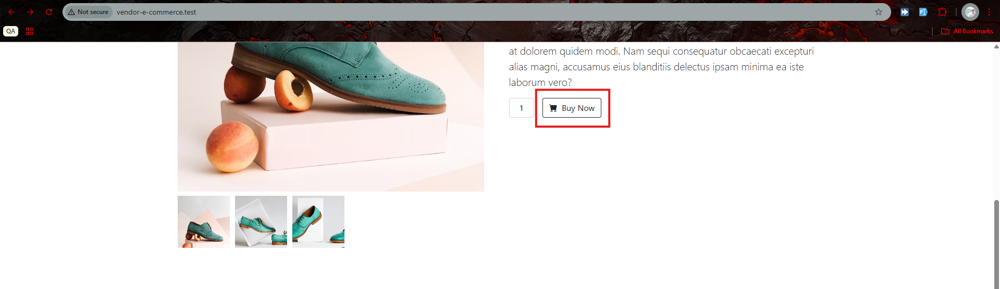 Not secure
vendor-e-commerce.test
QA
All Bookmarks
at dolorem quidem modi. Nam sequi consequatur obcaecati excepturi
alias magni, accusamus eius blanditiis delectus ipsam minima ea iste
laborum vero?
1
Buy Now